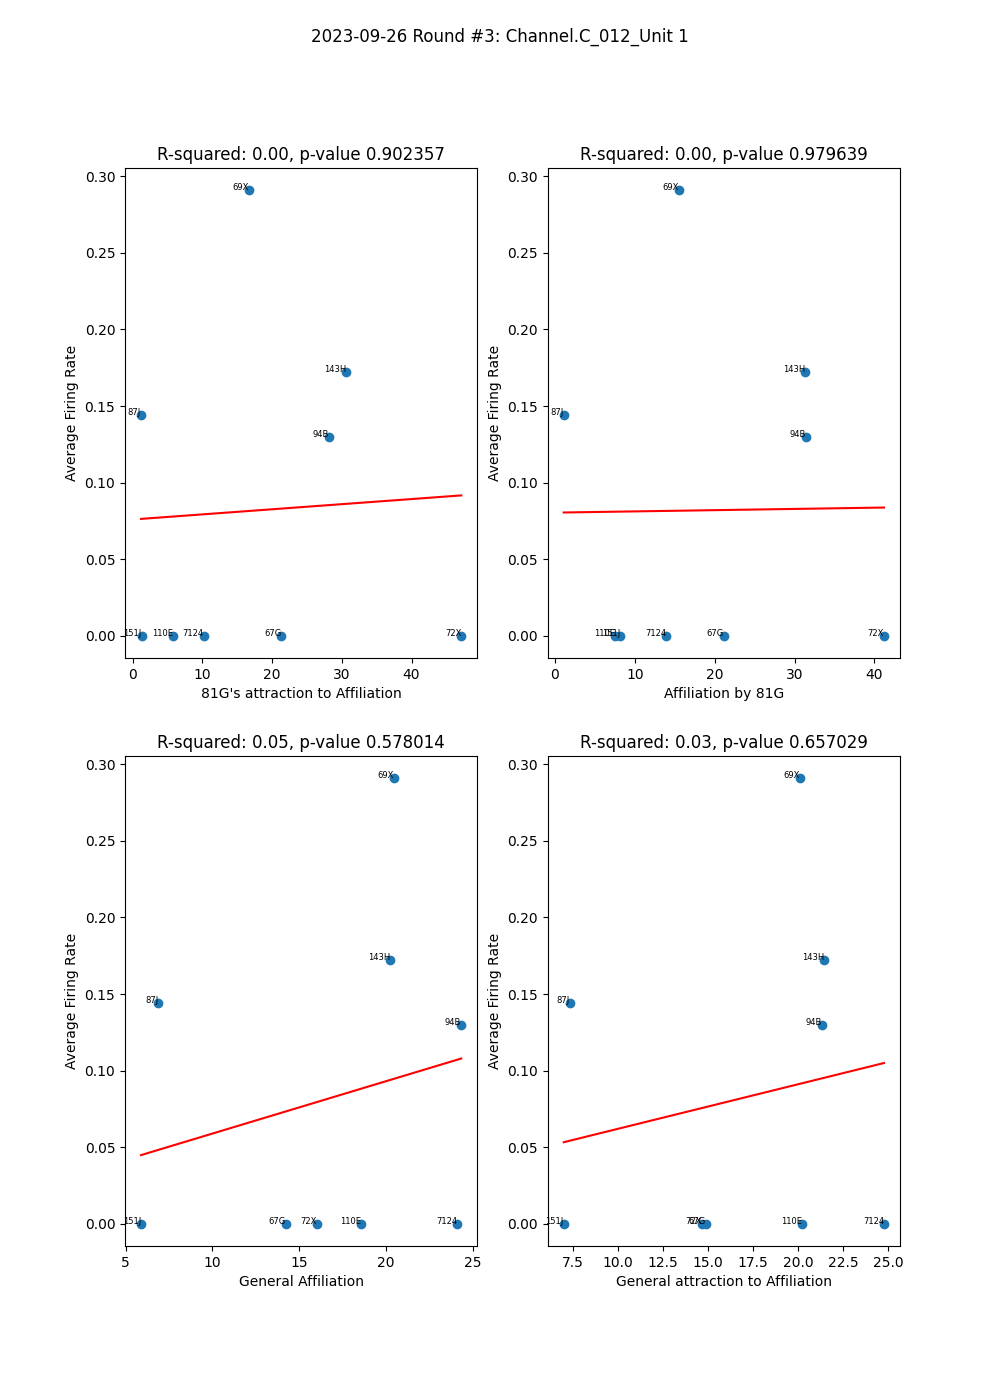 2023-09-26 Round #3: Channel.C_012_Unit 1
R-squared: 0.00, p-value 0.902357
0.30
0.25
0.20
0.15
0.10
0.05
0.00
Average Firing Rate
69X
143H
87J
94B
151J
110E
7124
67G
72X
0
10
20
30
40
81G's attraction to Affiliation
R-squared: 0.00, p-value 0.979639
0.30
0.25
0.20
0.15
0.10
0.05
0.00
Average Firing Rate
69X
143H
87J
94B
110E
151J
7124
67G
72X
0
10
20
30
40
Affiliation by 81G
R-squared: 0.05, p-value 0.578014
0.30
0.25
0.20
0.15
0.10
0.05
0.00
Average Firing Rate
69X
143H
87J
94B
151J
67G
72X
110E
7124
5
10
15
20
25
General Affiliation
R-squared: 0.03, p-value 0.657029
0.30
0.25
0.20
0.15
0.10
0.05
0.00
Average Firing Rate
69X
143H
87J
94B
151J
72X
67G
110E
7124
7.5
10.0
12.5
15.0
17.5
20.0
22.5
25.0
General attraction to Affiliation